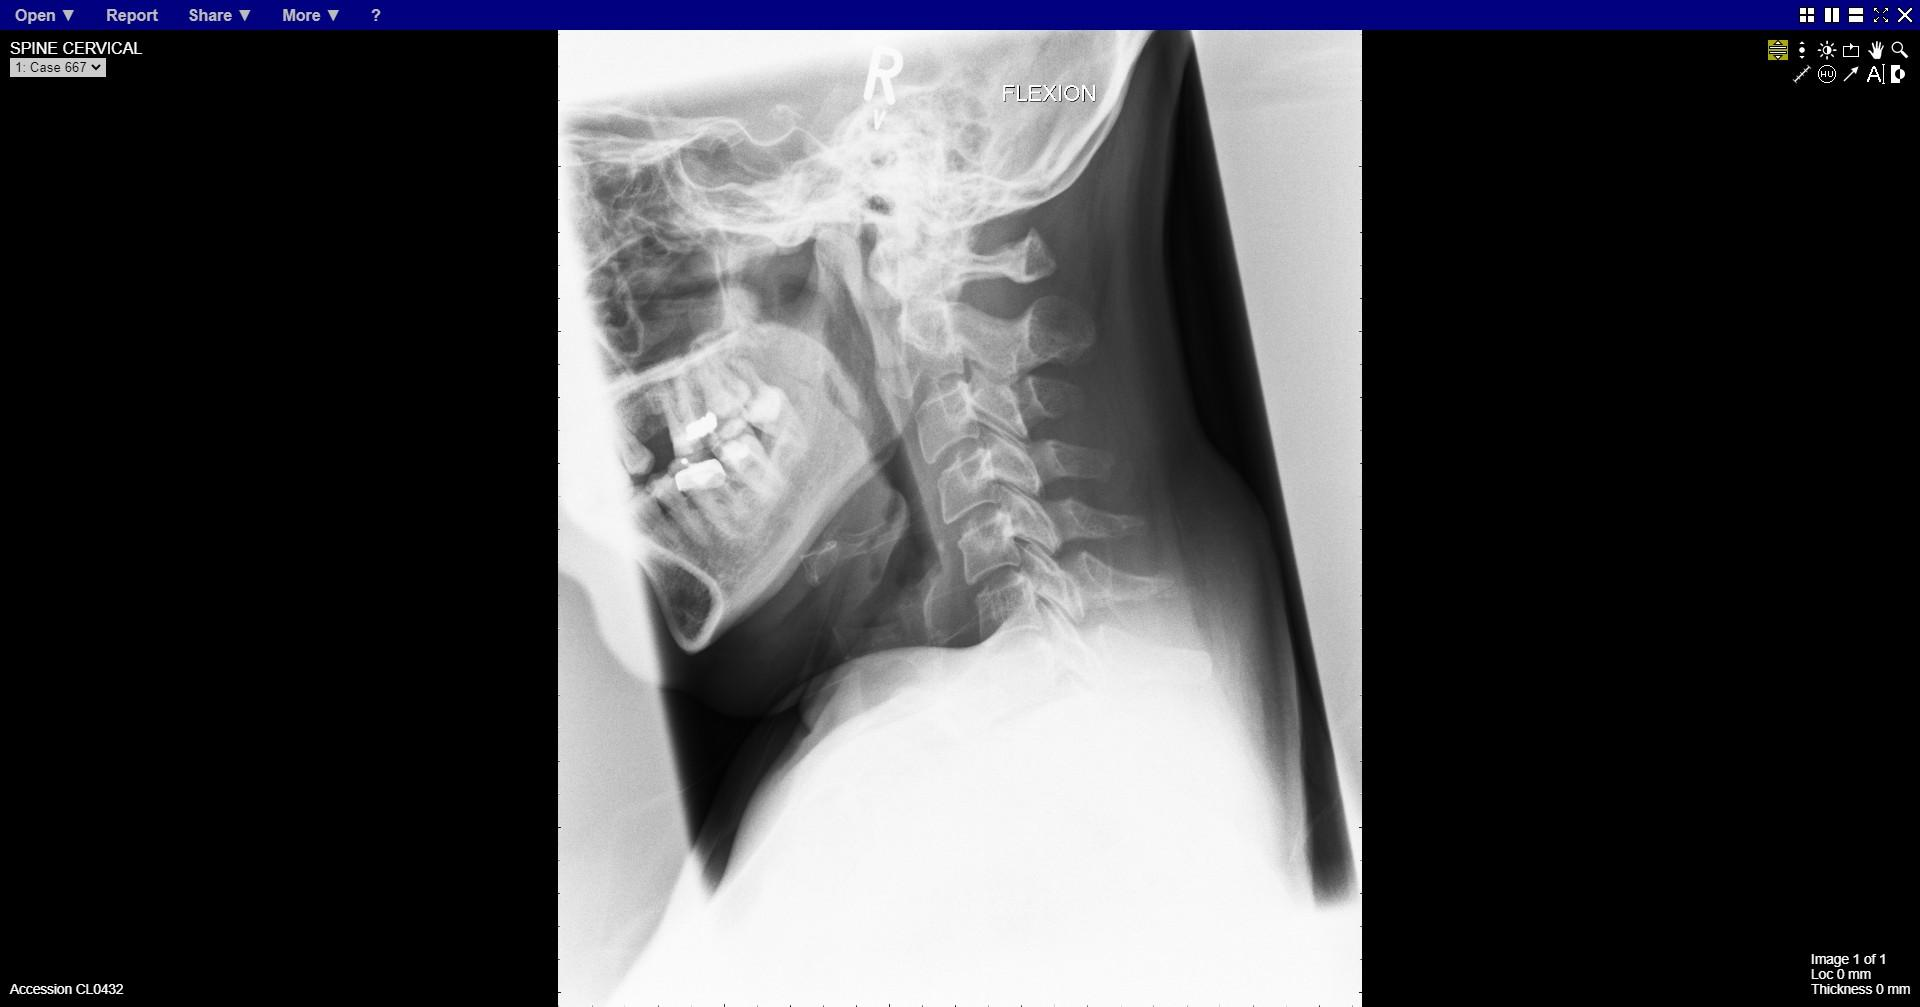 Open ▼ Report Share ▼ More ▼ ?
SPINE CERVICAL
1: Case 667
HU A
R
V
FLEXION
Image 1 of 1
Loc 0 mm
Thickness 0 mm
Accession CL0432